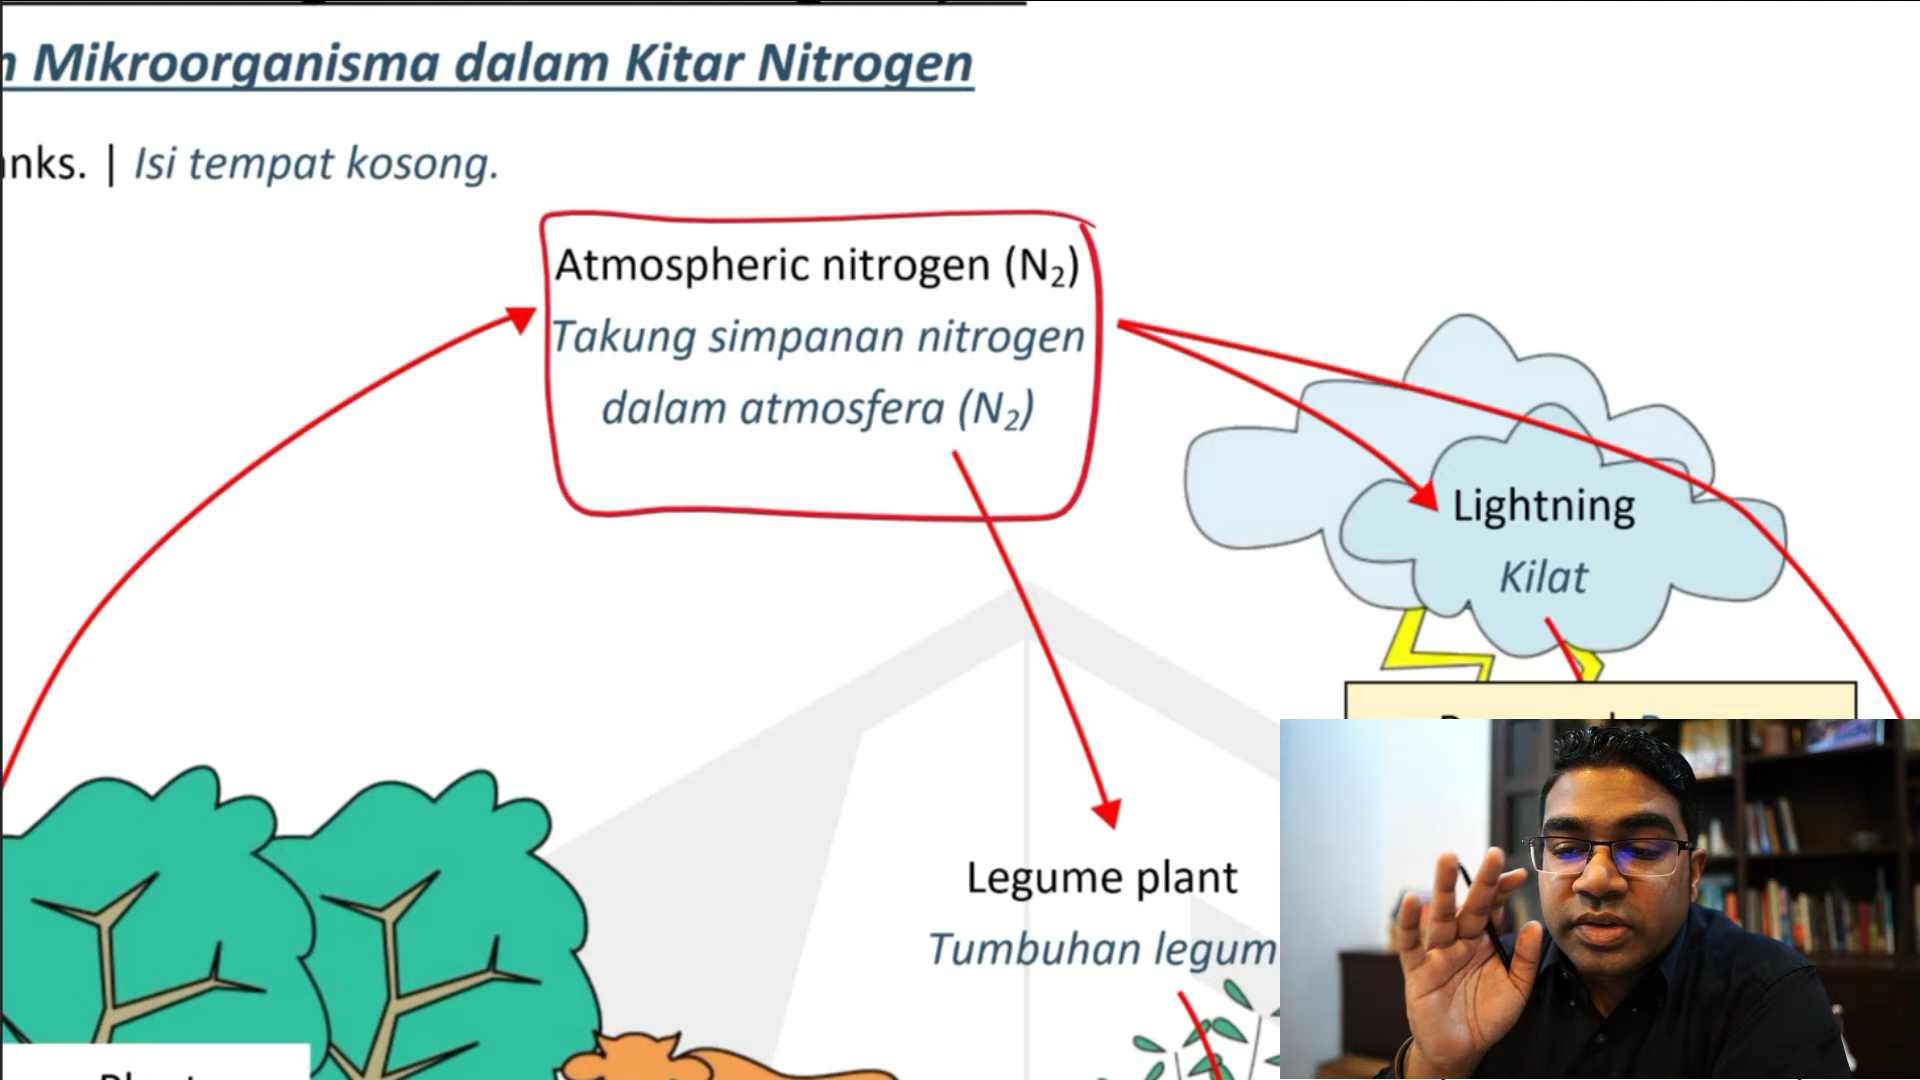 Mikroorganisma dalam Kitar Nitrogen
| Isi tempat kosong.
Atmospheric nitrogen (N₂)
Takung simpanan nitrogen
dalam atmosfera (N₂)
Lightning
Kilat
Legume plant
Tumbuhan legum